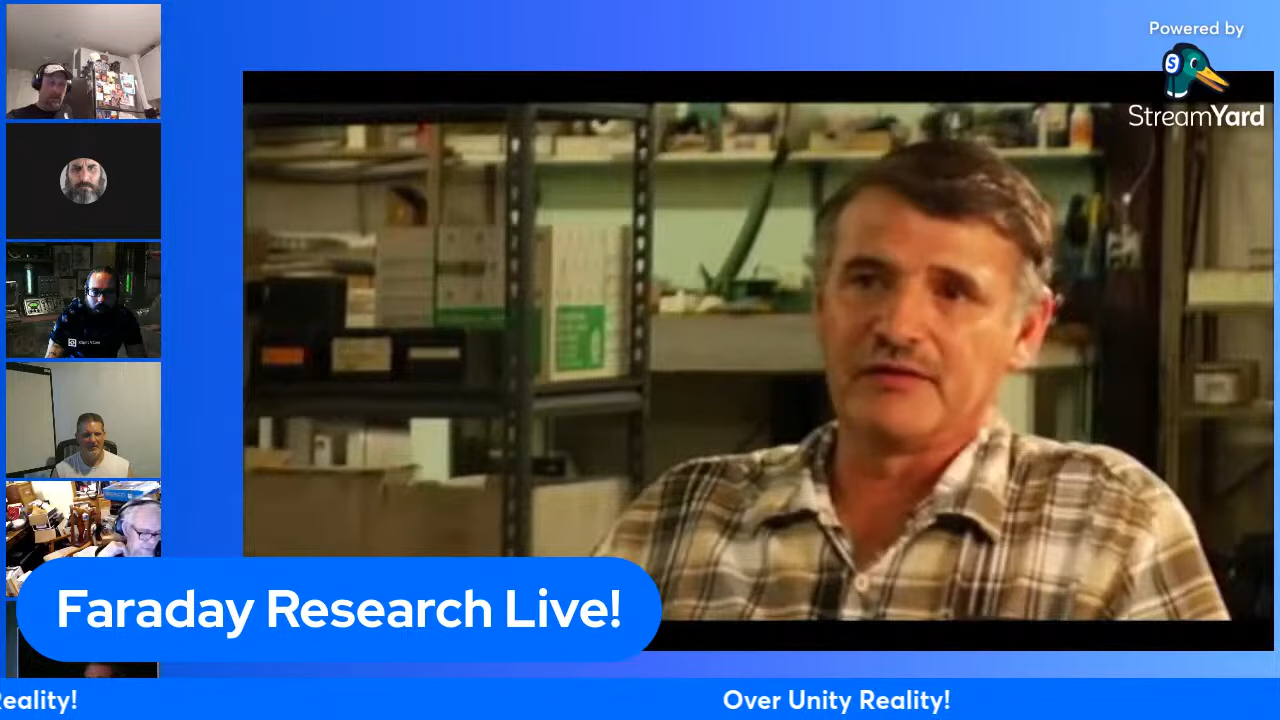 Powered by
S
StreamYard
Faraday Research Live!
Reality!
Over Unity Reality!